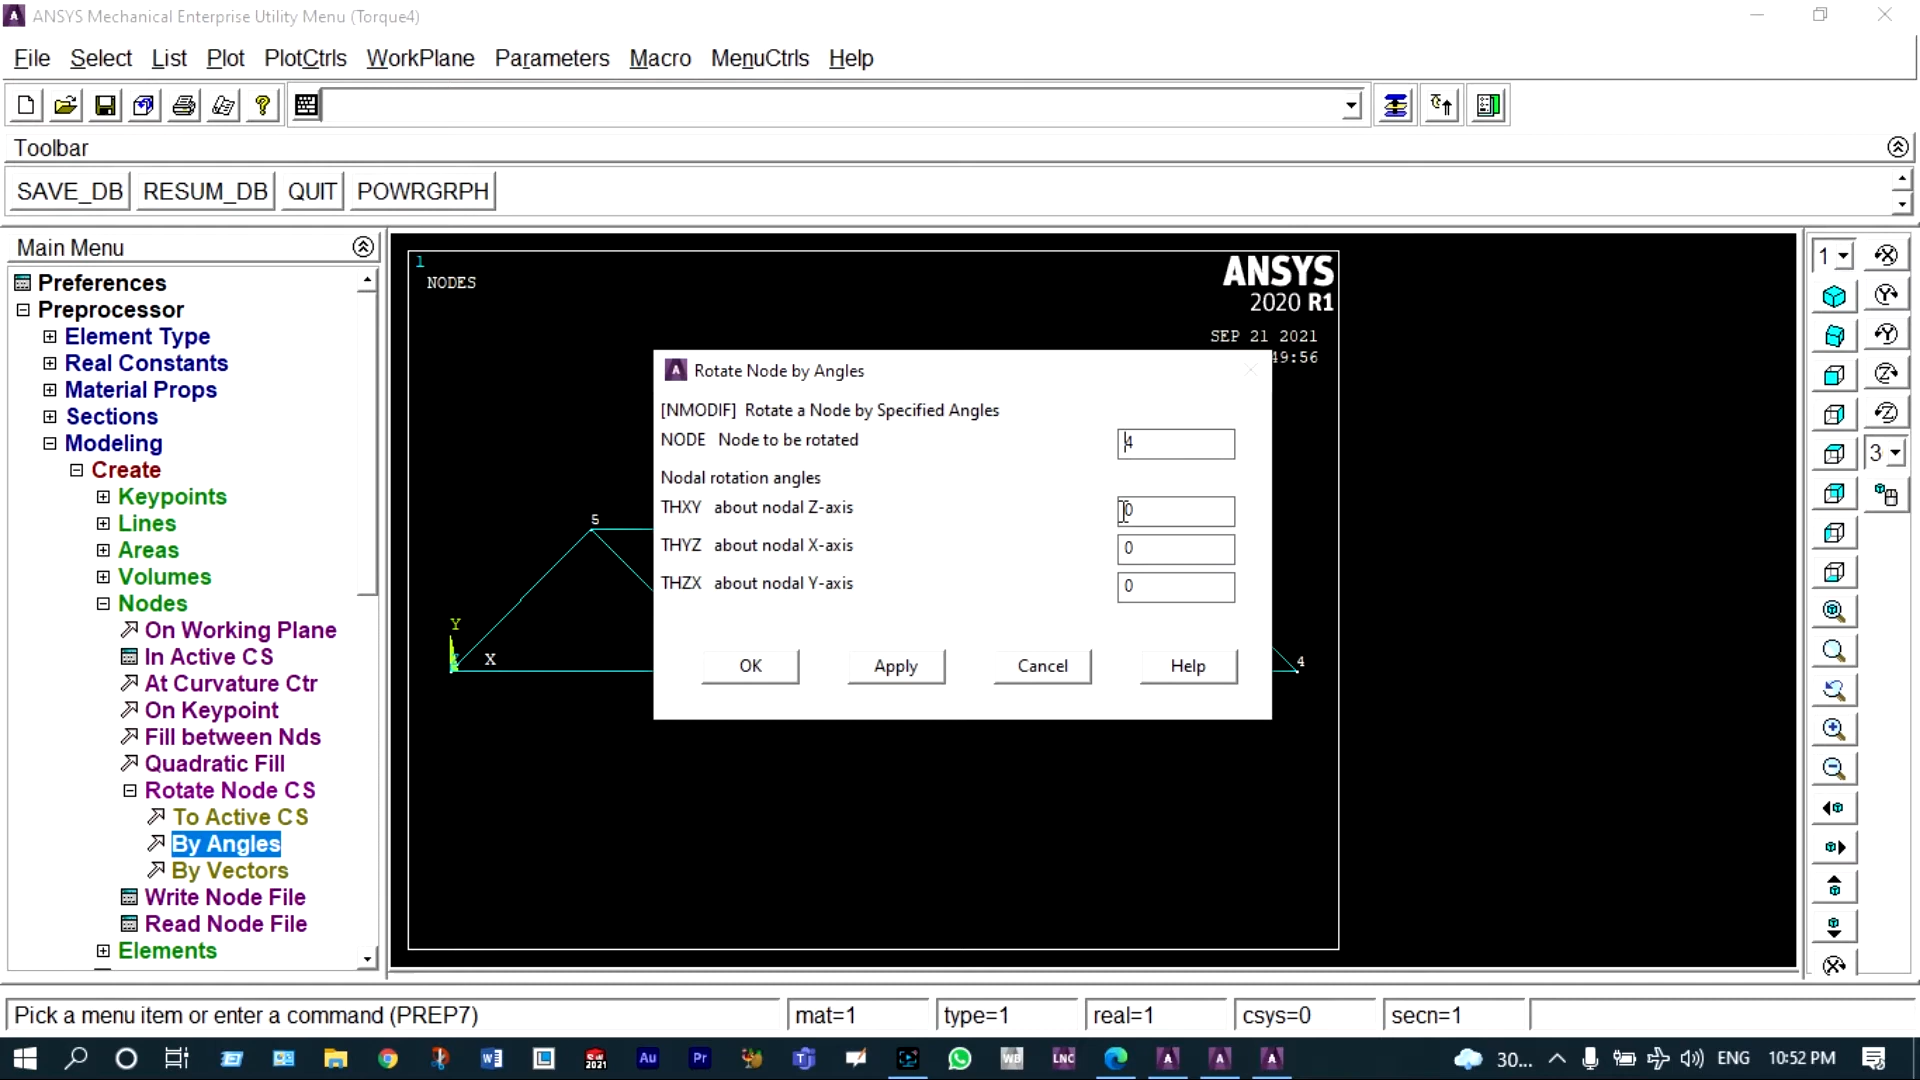 ANSYS Mechanical Enterprise Utility Menu (Torque4)
File Select List Plot PlotCtrls WorkPlane Parameters Macro MenuCtrls Help
Toolbar
SAVE_DB RESUM_DB QUIT POWRGRPH
Main Menu
Preferences
Preprocessor
Element Type
Real Constants
Material Props
Sections
Modeling
Create
Keypoints
Lines
Areas
Volumes
Nodes
On Working Plane
In Active CS
At Curvature Ctr
On Keypoint
Fill between Nds
Quadratic Fill
Rotate Node CS
To Active CS
By Angles
By Vectors
Write Node File
Read Node File
Elements
1
NODES
ANSYS
2020 R1
SEP 21 2021
49:56
5
Y
X
4
Rotate Node by Angles
[NMODIF] Rotate a Node by Specified Angles
NODE Node to be rotated 4
Nodal rotation angles
THXY about nodal Z-axis 0
THYZ about nodal X-axis 0
THZX about nodal Y-axis 0
OK Apply Cancel Help
1
3
Pick a menu item or enter a command (PREP7) mat=1 type=1 real=1 csys=0 secn=1
30... ENG 10:52 PM